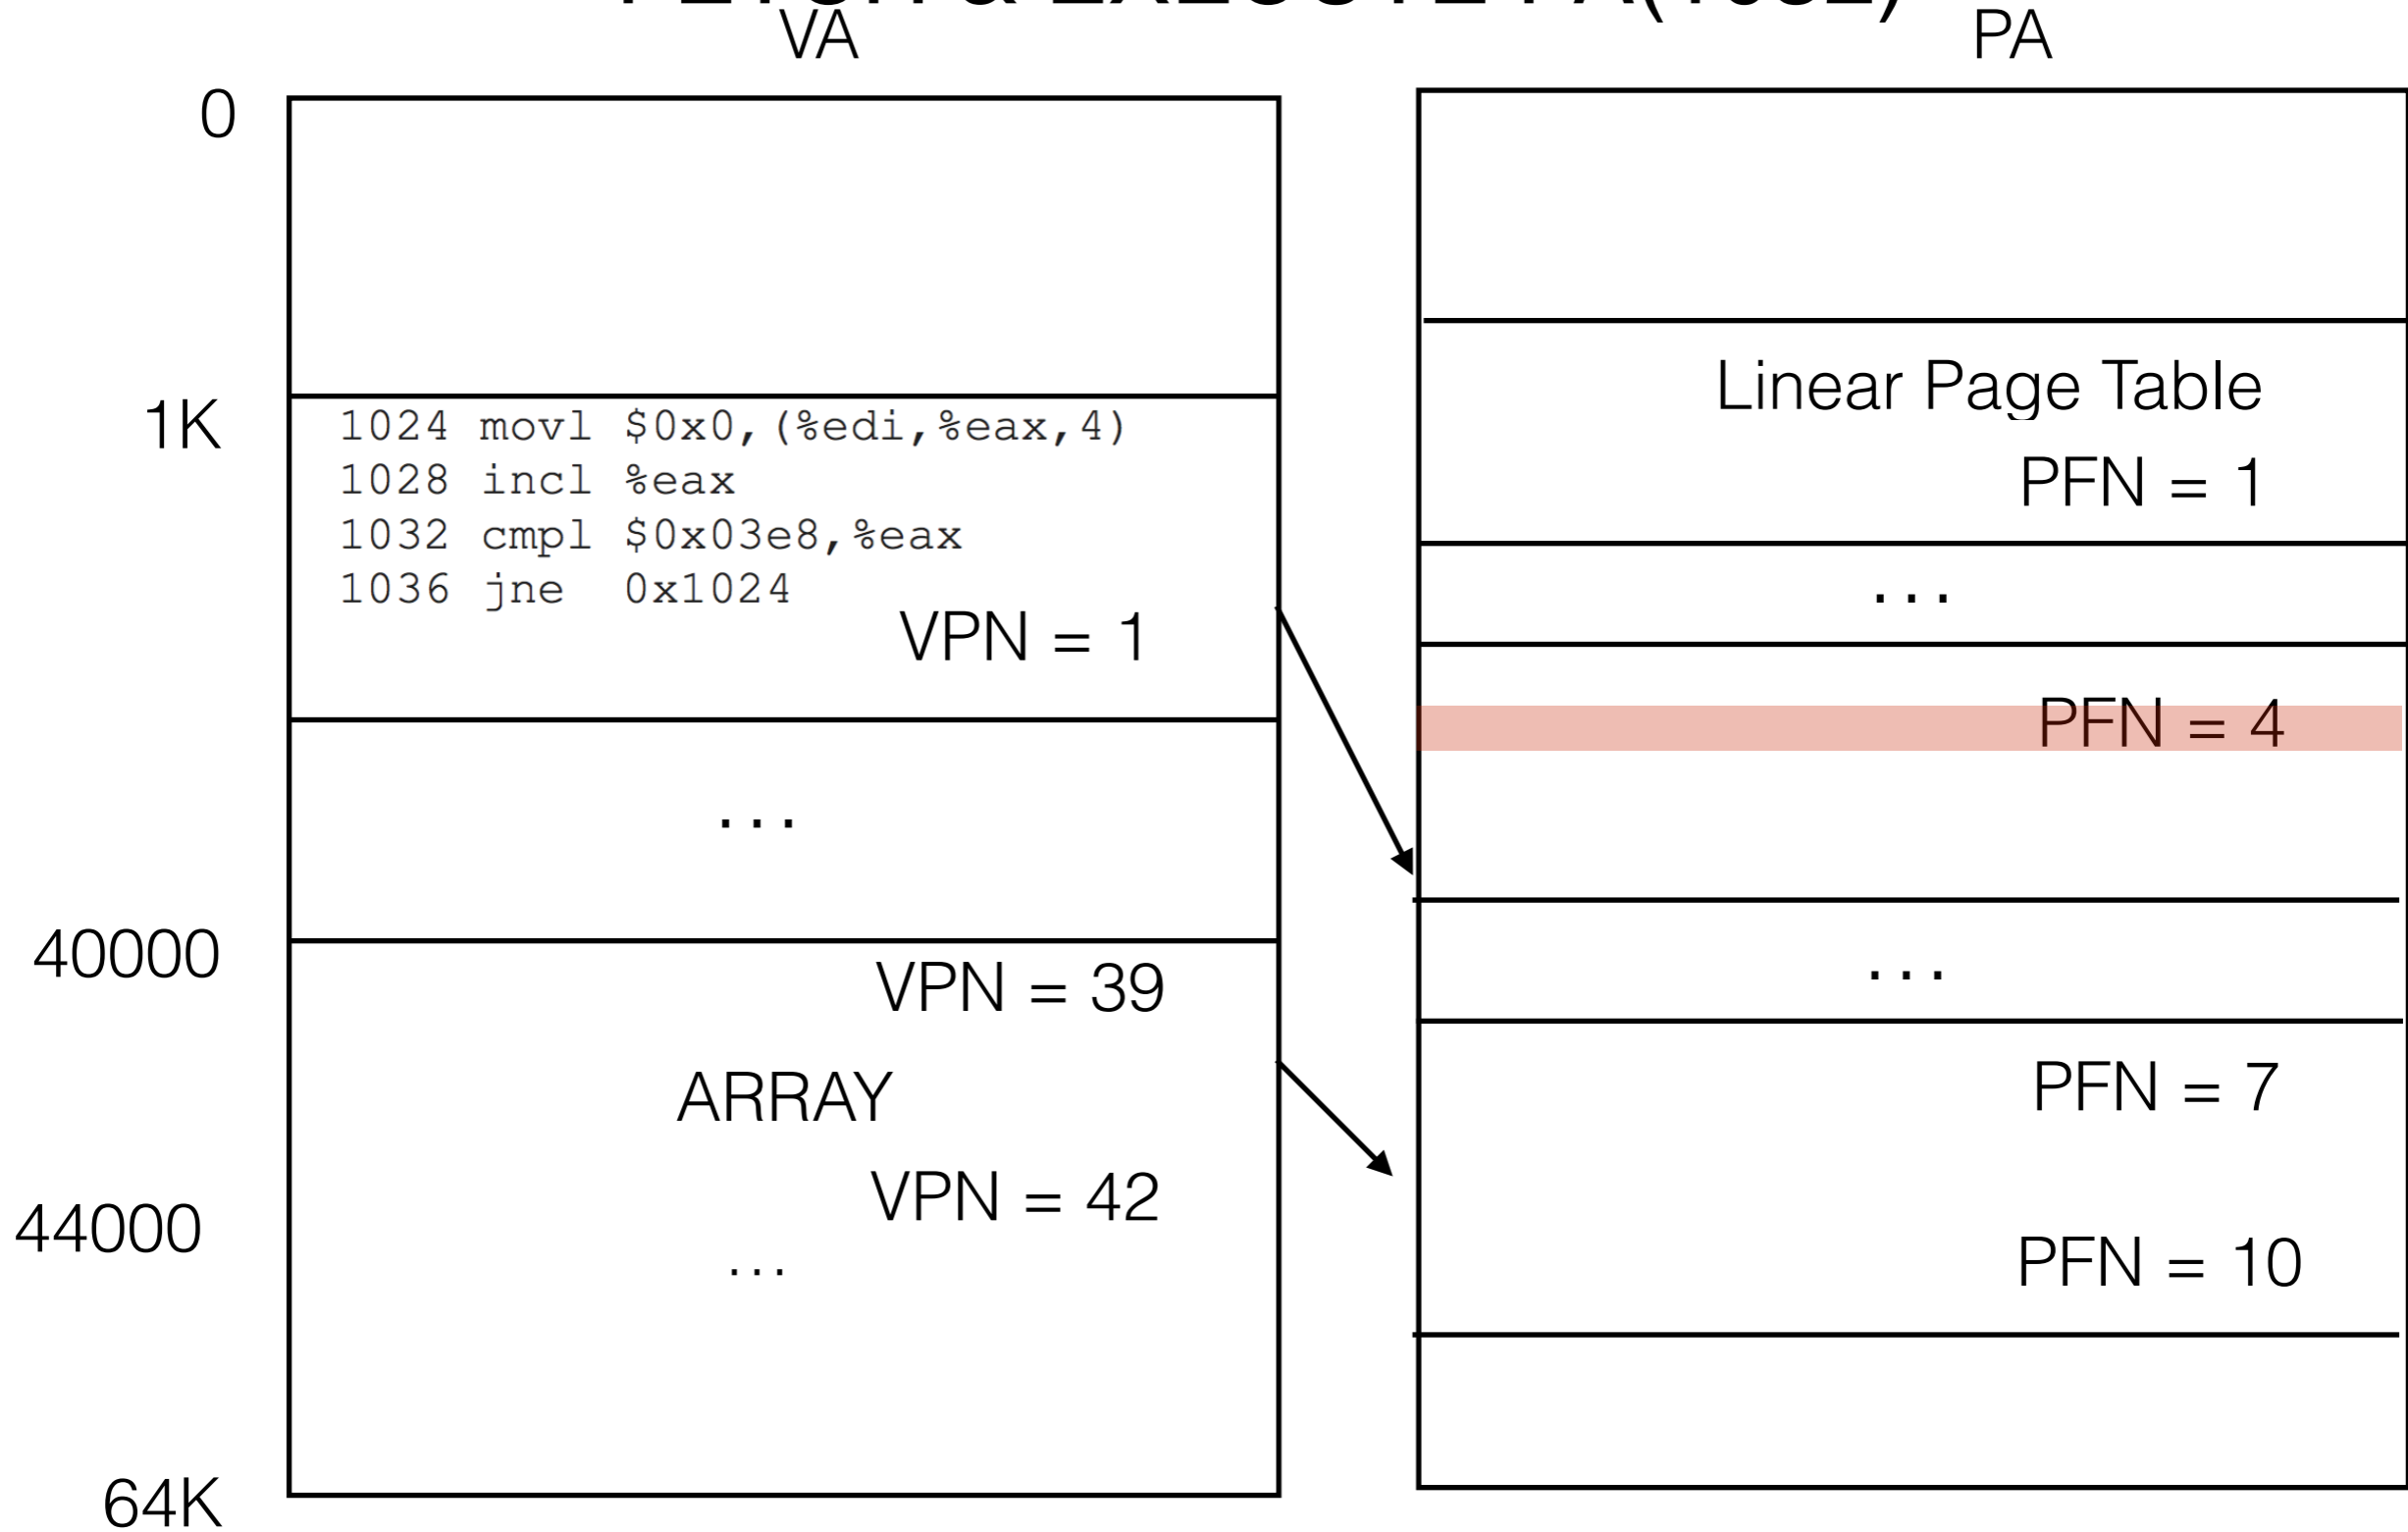 VA
PA
0
1K
1024 movl $0x0,(%edi,%eax,4)
1028 incl %eax
1032 cmpl $0x03e8,%eax
1036 jne 0x1024
VPN = 1
...
40000
VPN = 39
ARRAY
VPN = 42
44000
...
64K
Linear Page Table
PFN = 1
...
PFN = 4
...
PFN = 7
PFN = 10